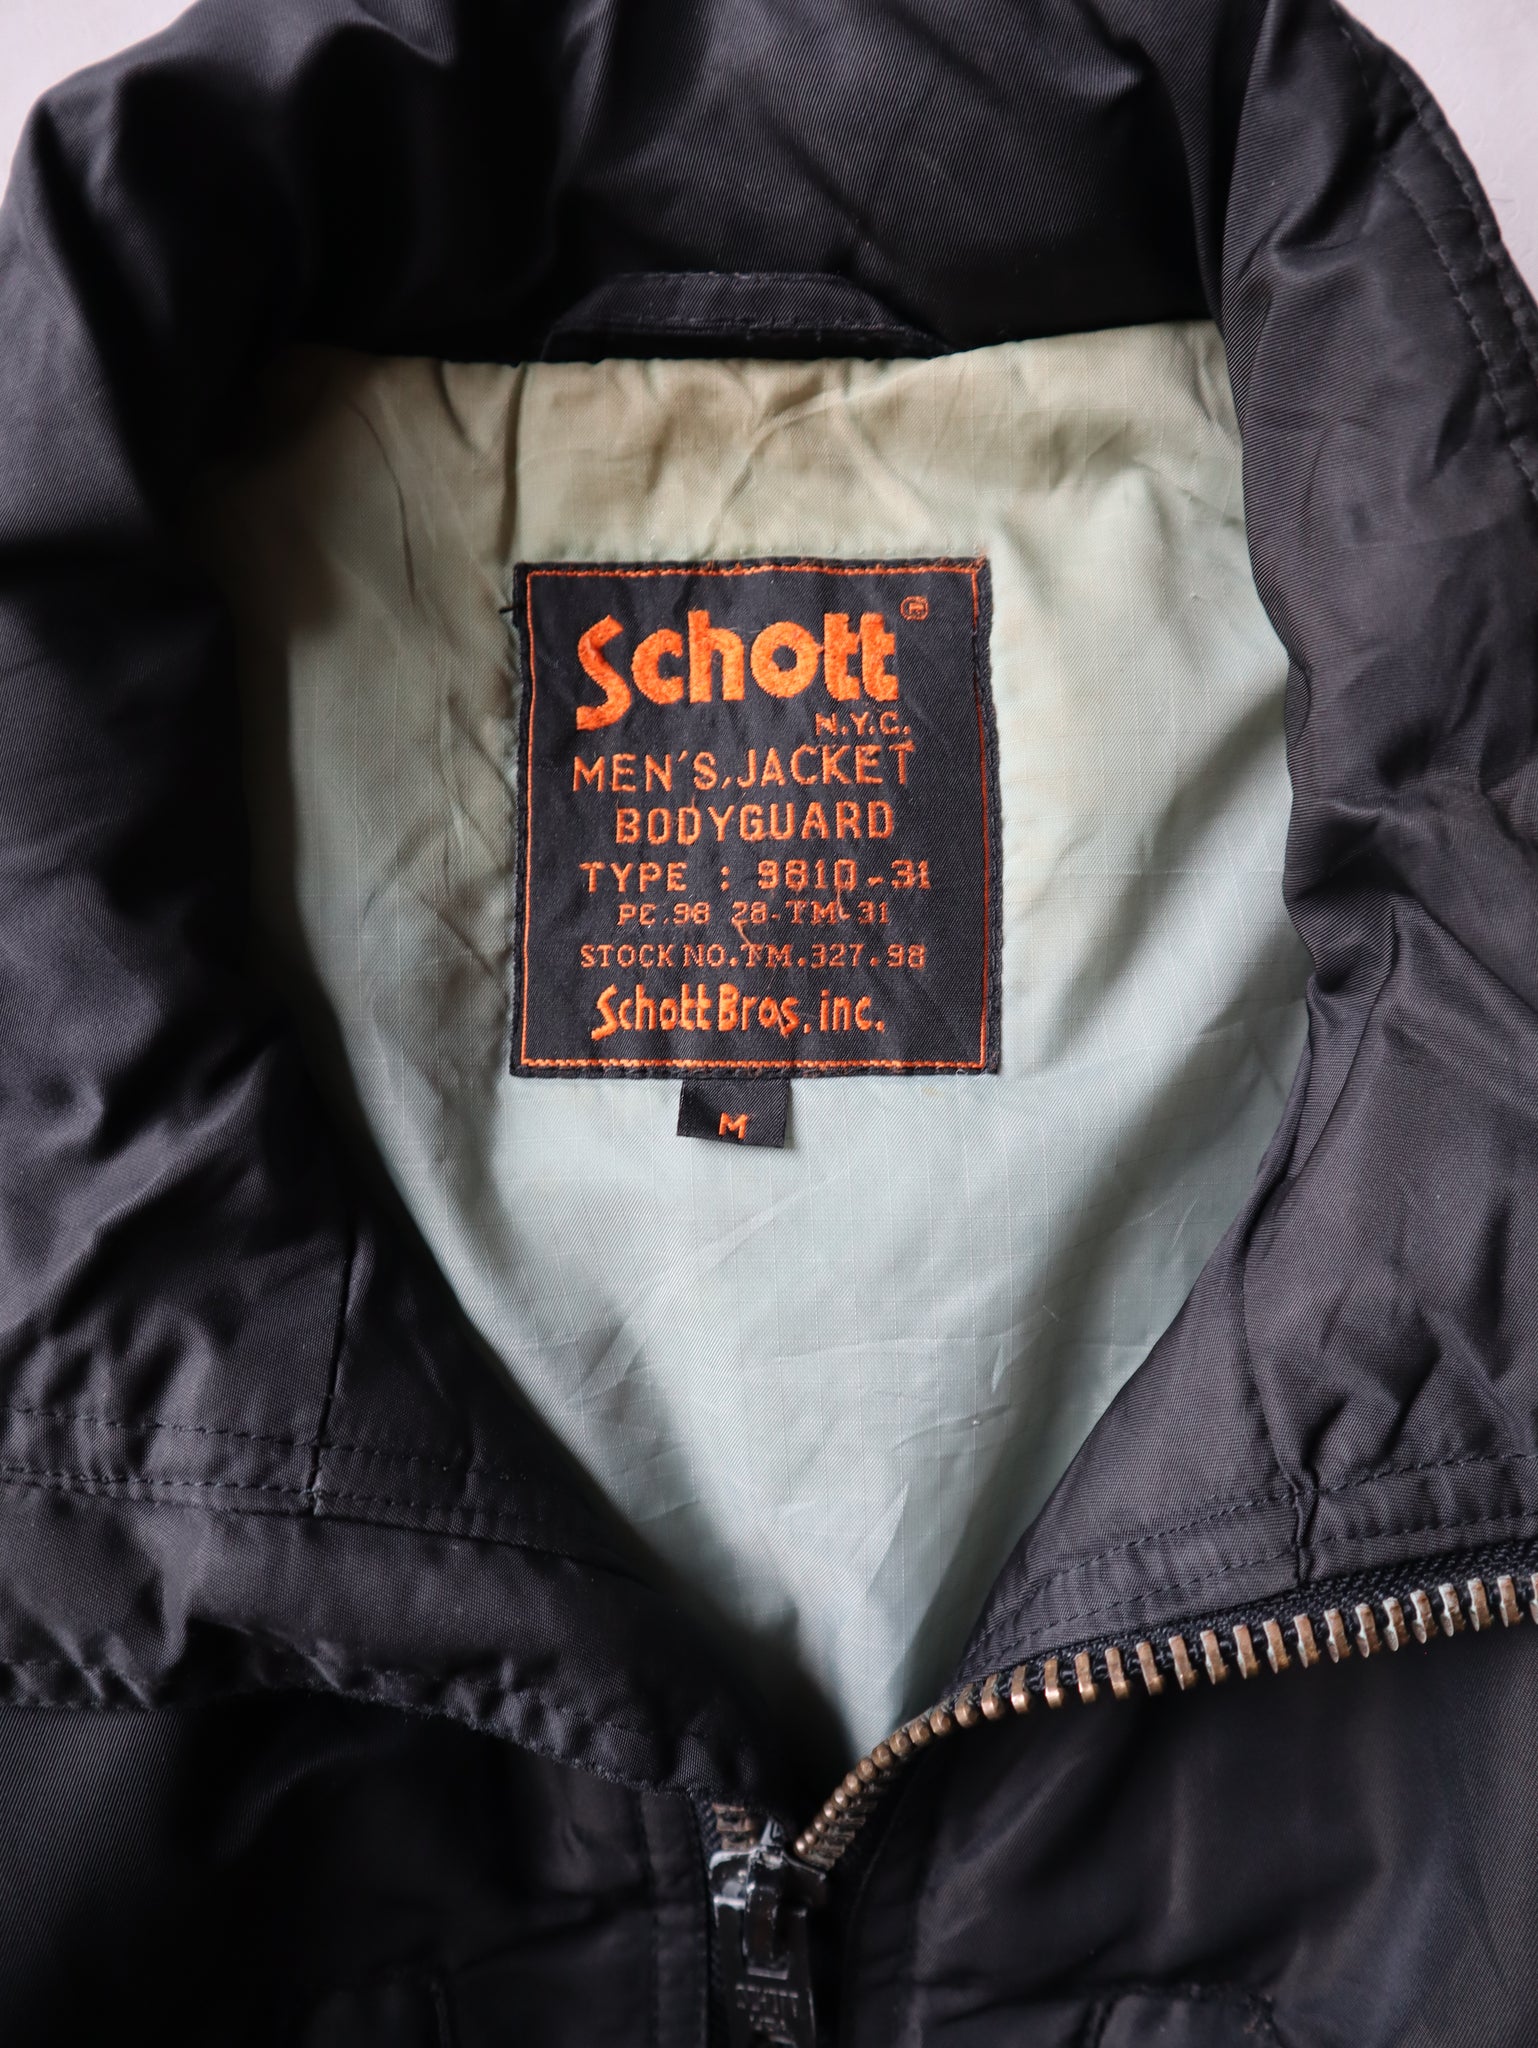 Schott®
N.Y.C.
MEN'S, JACKET
BODYGUARD
TYPE : 9810-31
PC.98 28-TM-31
STOCK NO.TM.327.98
Schott Bros, inc.
M
SCHOTT